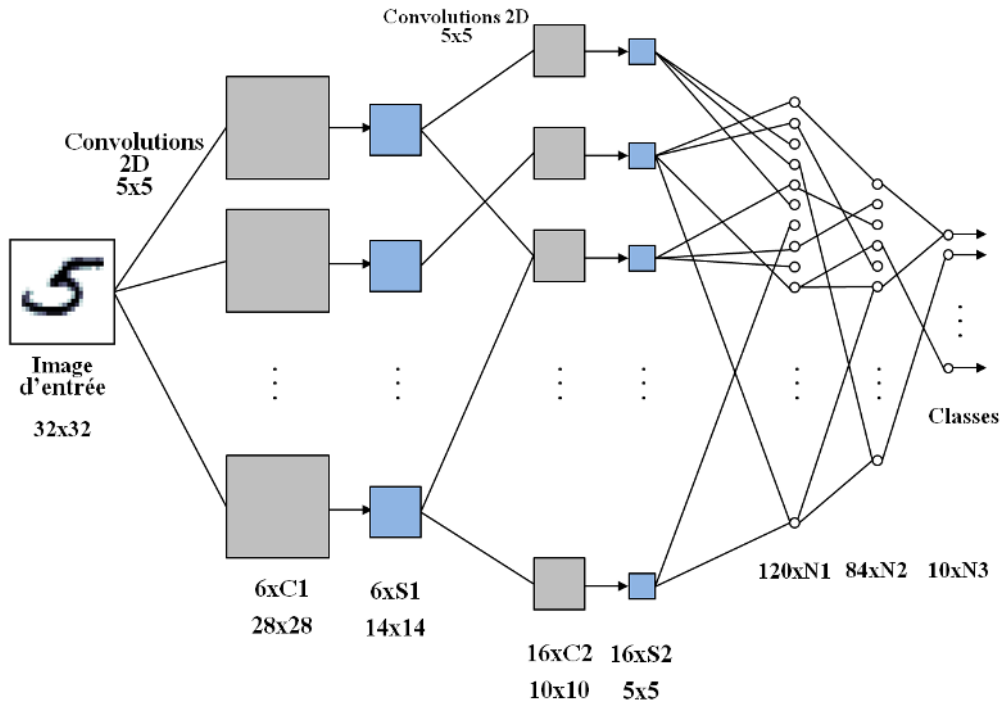 Convolutions 2D
5x5
Convolutions
2D
5x5
Image
d'entrée
32x32
6xC1
28x28
6xS1
14x14
16xC2
10x10
16xS2
5x5
120xN1
84xN2
10xN3
Classes